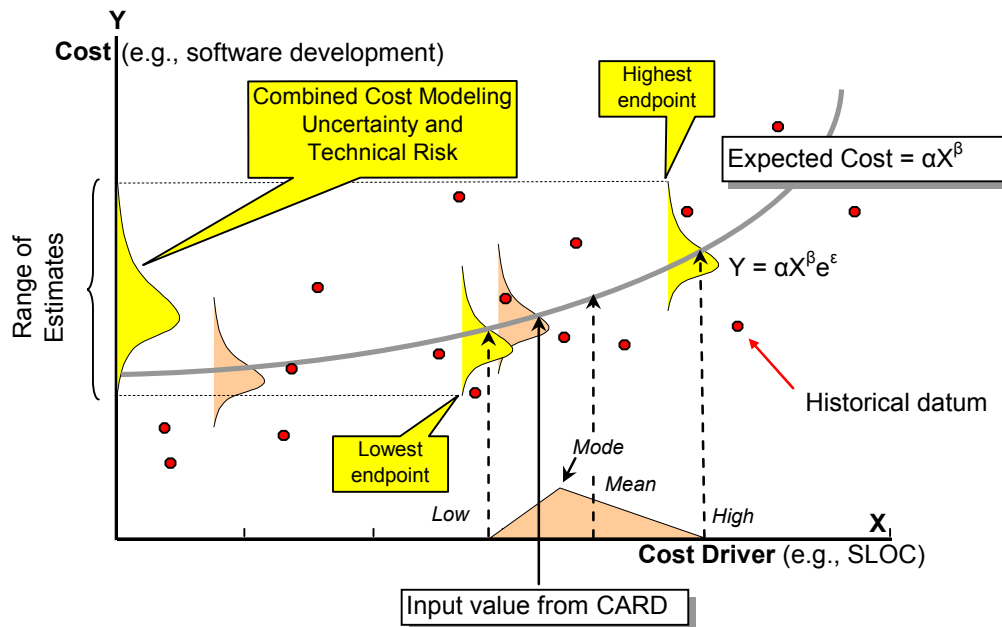 Y
Cost (e.g., software development)
Highest
endpoint
Combined Cost Modeling
Uncertainty and
Technical Risk
Expected Cost = αX^β
Y = αX^βe^ε
Range of
Estimates
Historical datum
Lowest
endpoint
Mode
Mean
Low
High
X
Cost Driver (e.g., SLOC)
Input value from CARD